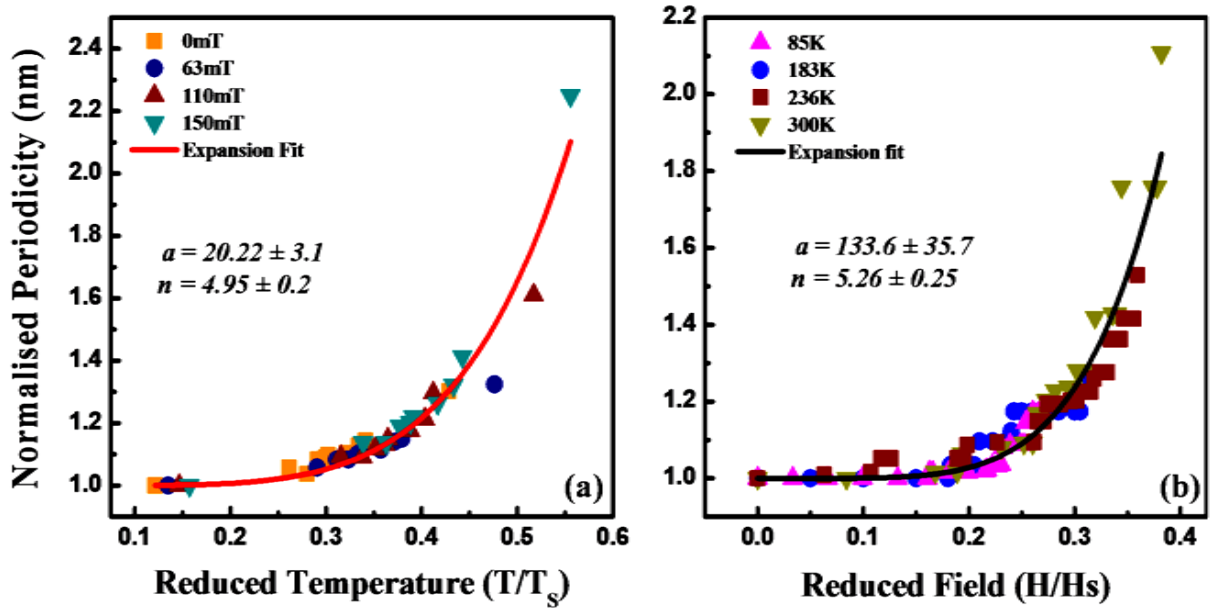 Normalised Periodicity (nm)
2.4
2.2
2.0
1.8
1.6
1.4
1.2
1.0
0mT
63mT
110mT
150mT
Expansion Fit
a = 20.22 ± 3.1
n = 4.95 ± 0.2
(a)
0.1 0.2 0.3 0.4 0.5 0.6
Reduced Temperature (T/Ts)
2.2
2.0
1.8
1.6
1.4
1.2
1.0
85K
183K
236K
300K
Expansion fit
a = 133.6 ± 35.7
n = 5.26 ± 0.25
(b)
0.0 0.1 0.2 0.3 0.4
Reduced Field (H/Hs)